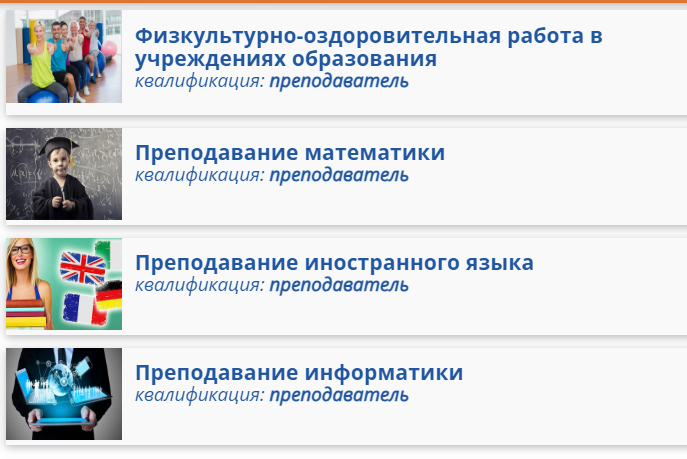 Физкультурно-оздоровительная работа в
учреждениях образования
квалификация: преподаватель
Преподавание математики
квалификация: преподаватель
Преподавание иностранного языка
квалификация: преподаватель
Преподавание информатики
квалификация: преподаватель